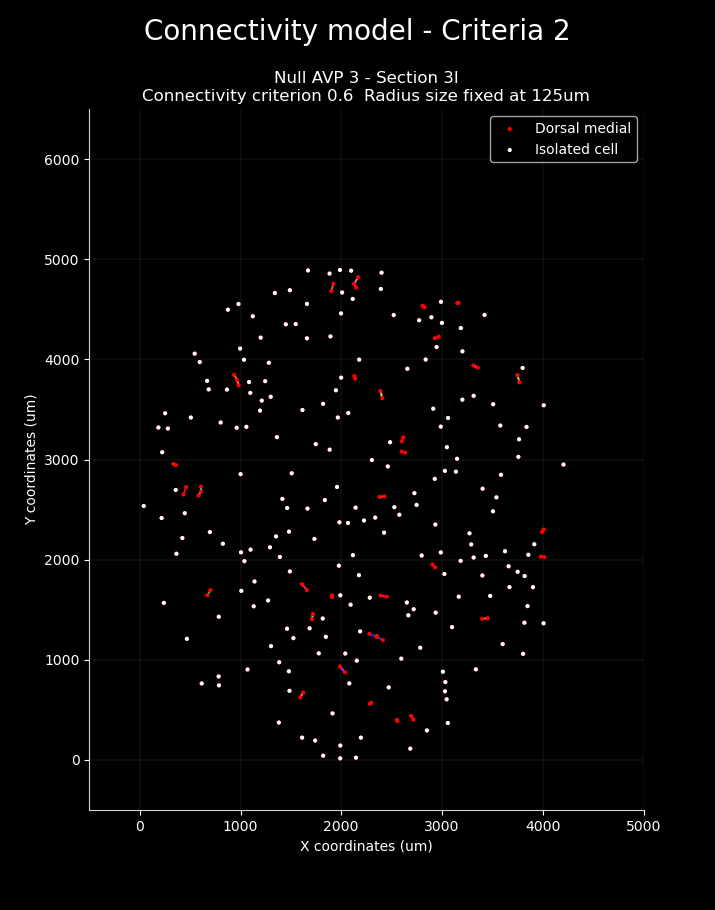 Connectivity model - Criteria 2
Null AVP 3 - Section 3l
Connectivity criterion 0.6  Radius size fixed at 125um
Dorsal medial
Isolated cell
6000
5000
4000
3000
2000
1000
0
Y coordinates (um)
0
1000
2000
3000
4000
5000
X coordinates (um)